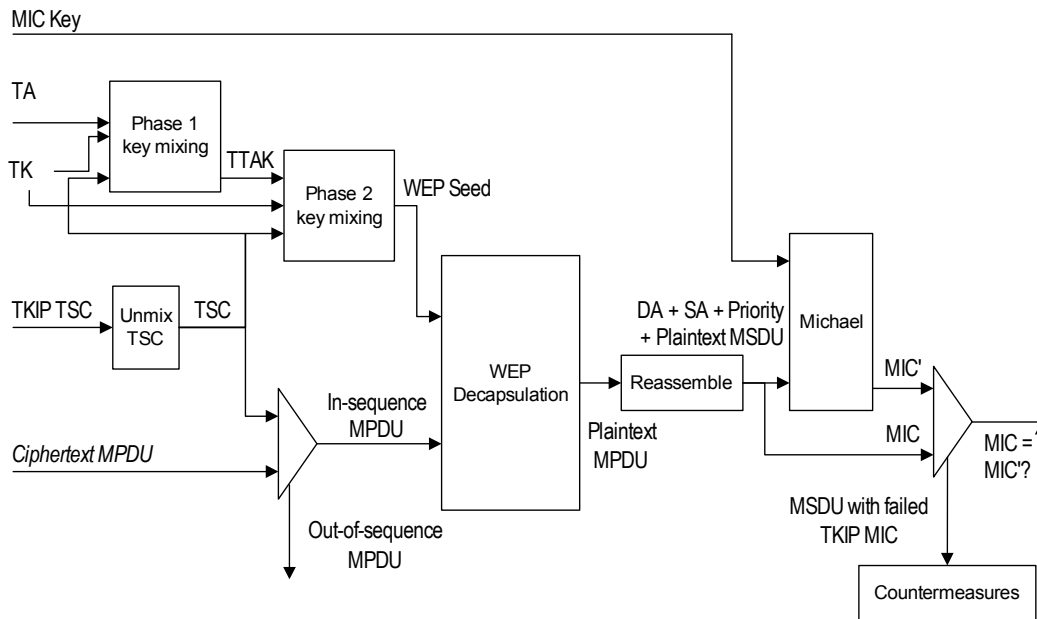 MIC Key
TA
Phase 1
key mixing
TK
TTAK
Phase 2
key mixing
WEP Seed
TKIP TSC
Unmix
TSC
TSC
DA + SA + Priority
+ Plaintext MSDU
Michael
WEP
Decapsulation
Reassemble
MIC'
In-sequence
MPDU
Ciphertext MPDU
Plaintext
MPDU
MIC
MIC =
MIC'?
Out-of-sequence
MPDU
MSDU with failed
TKIP MIC
Countermeasures